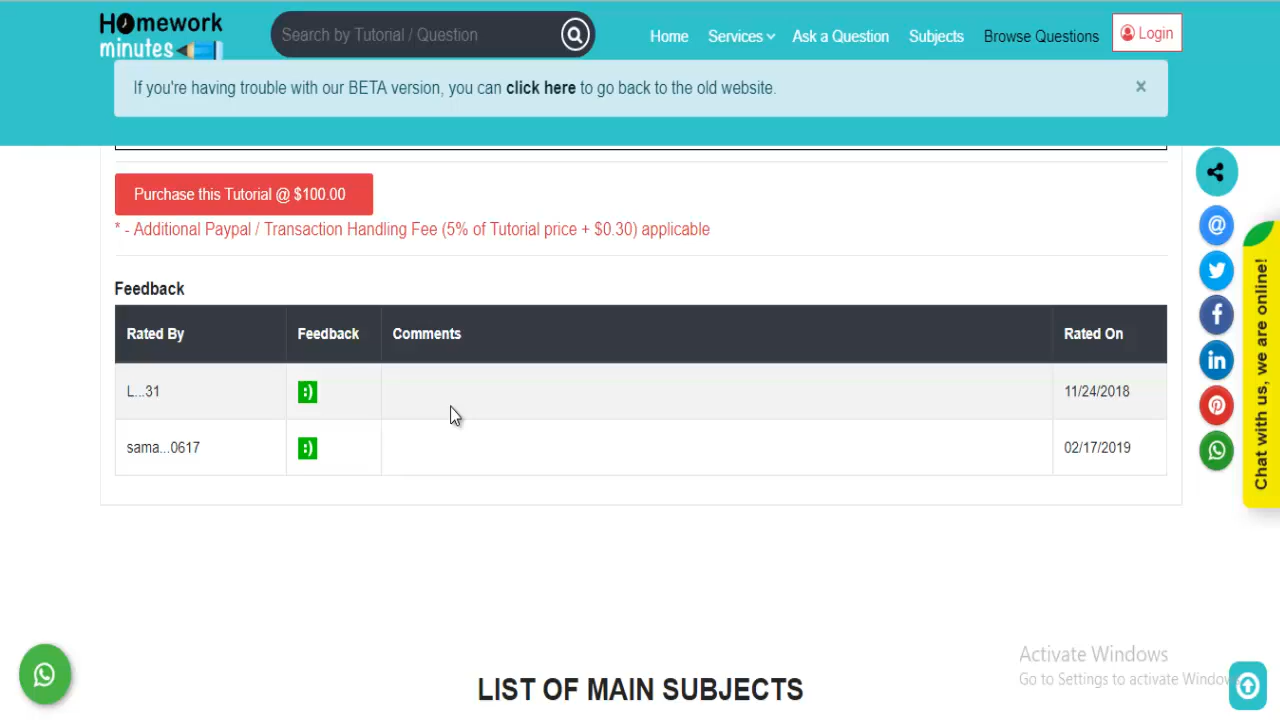 Homework
minutes
Search by Tutorial / Question
Home Services Ask a Question Subjects Browse Questions Login
If you're having trouble with our BETA version, you can click here to go back to the old website. ×
Purchase this Tutorial @ $100.00
* - Additional Paypal / Transaction Handling Fee (5% of Tutorial price + $0.30) applicable
Feedback
Rated By Feedback Comments Rated On
L...31 :) 11/24/2018
sama...0617 :) 02/17/2019
Chat with us, we are online!
LIST OF MAIN SUBJECTS
Activate Windows
Go to Settings to activate Windows